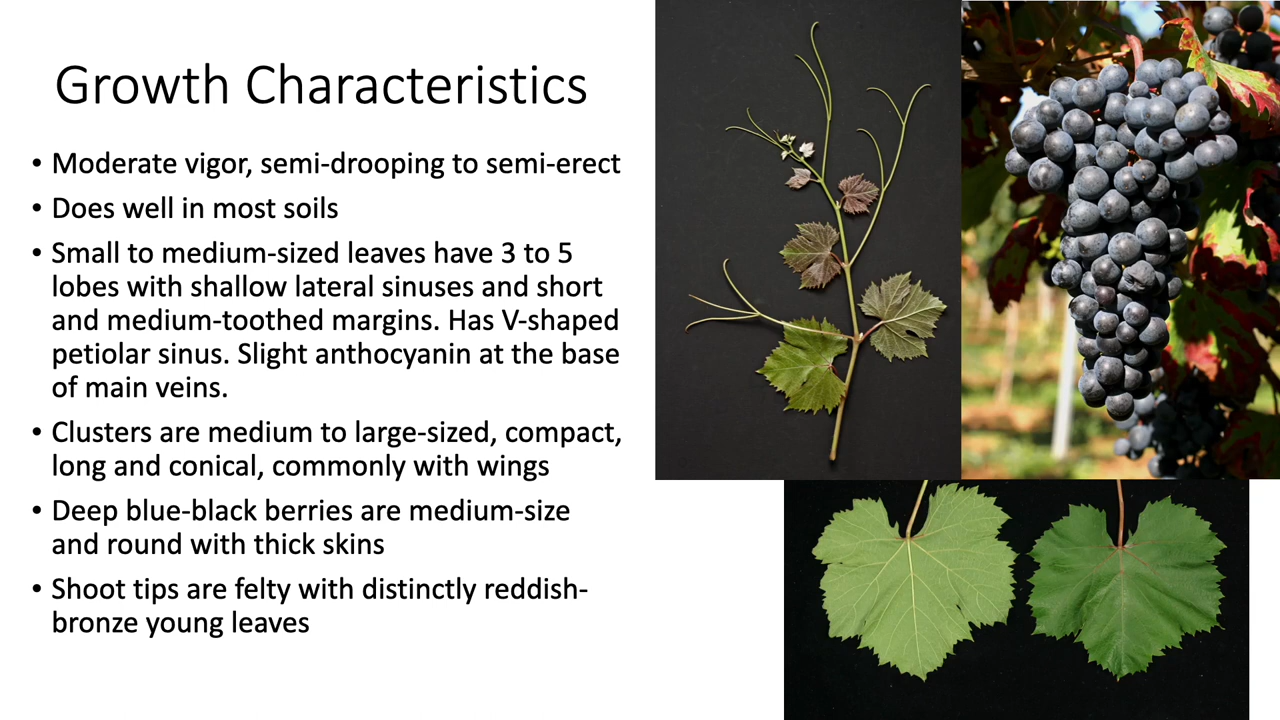 Growth Characteristics
• Moderate vigor, semi-drooping to semi-erect
• Does well in most soils
• Small to medium-sized leaves have 3 to 5
lobes with shallow lateral sinuses and short
and medium-toothed margins. Has V-shaped
petiolar sinus. Slight anthocyanin at the base
of main veins.
• Clusters are medium to large-sized, compact,
long and conical, commonly with wings
• Deep blue-black berries are medium-size
and round with thick skins
• Shoot tips are felty with distinctly reddish-
bronze young leaves